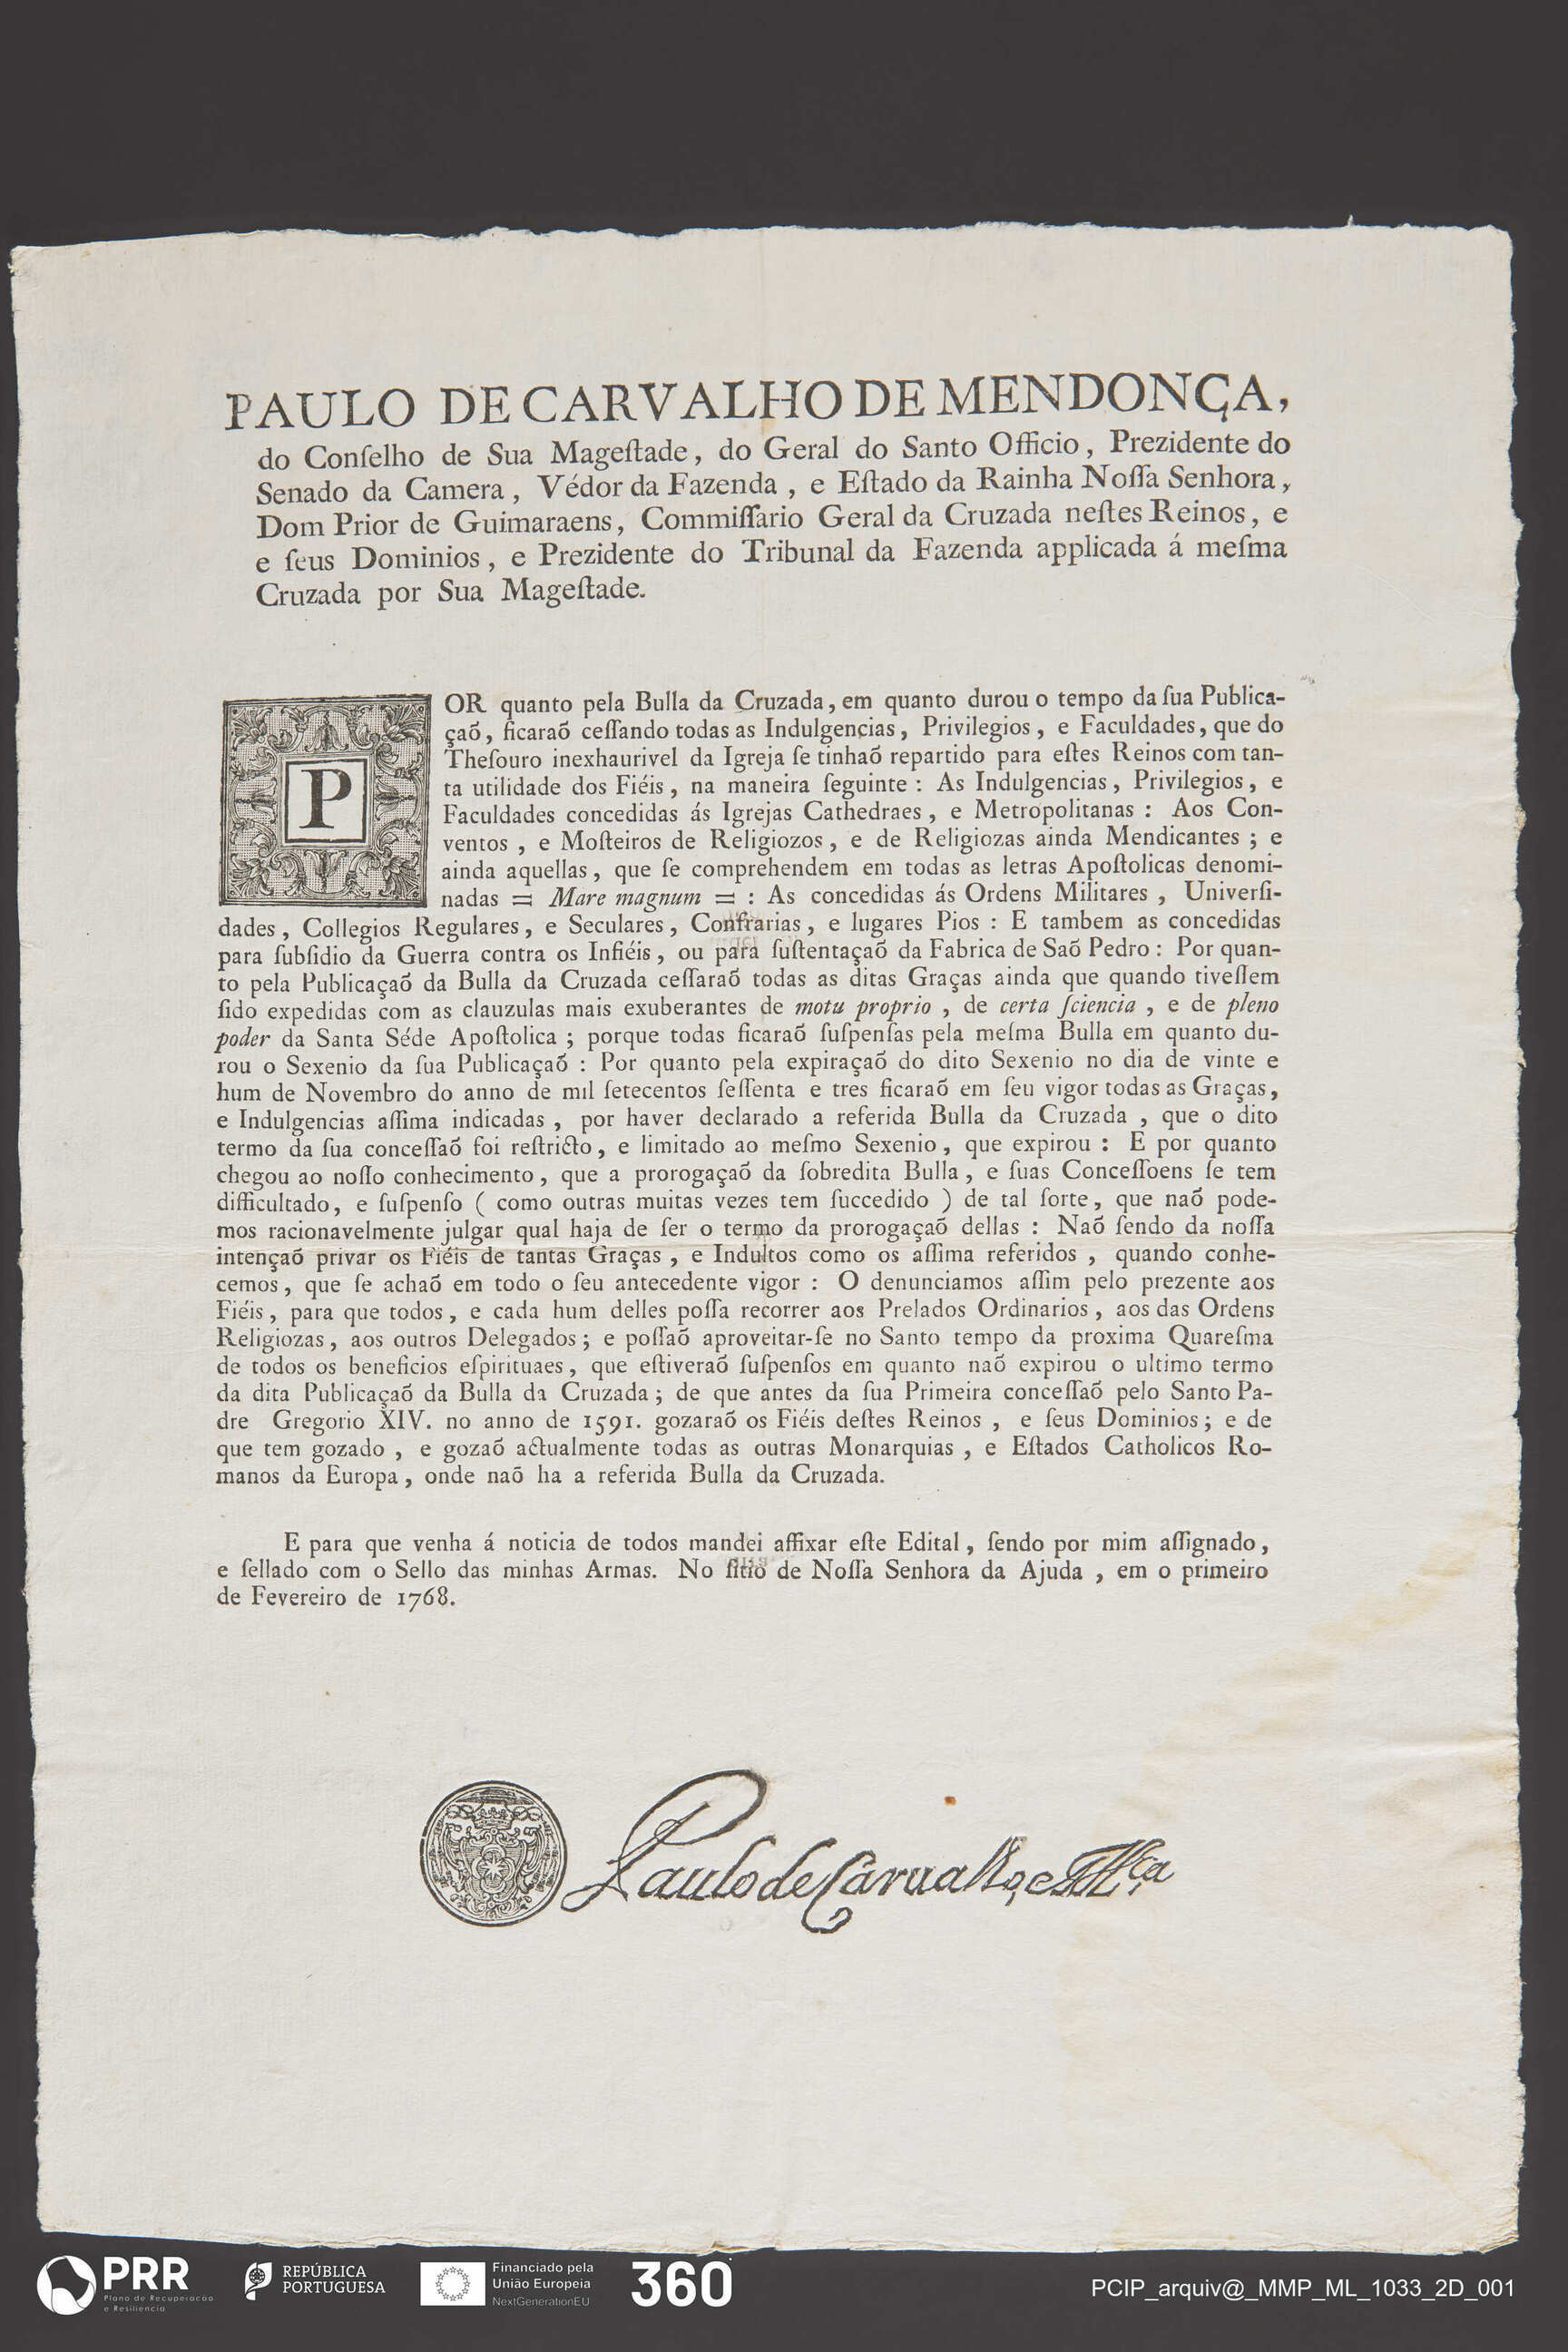 PAULO DE CARVALHO DE MENDONÇA,
do Conſelho de Sua Mageſtade, do Geral do Santo Officio, Prezidente do
Senado da Camera, Védor da Fazenda, e Eſtado da Rainha Noſſa Senhora,
Dom Prior de Guimaraens, Commiſſario Geral da Cruzada neſtes Reinos, e
e ſeus Dominios, e Prezidente do Tribunal da Fazenda applicada á meſma
Cruzada por Sua Mageſtade.
POR quanto pela Bulla da Cruzada, em quanto durou o tempo da ſua Publica-
çaõ, ficaraõ ceſſando todas as Indulgencias, Privilegios, e Faculdades, que do
Theſouro inexhaurivel da Igreja ſe tinhaõ repartido para eſtes Reinos com tan-
ta utilidade dos Fiéis, na maneira ſeguinte : As Indulgencias, Privilegios, e
Faculdades concedidas ás Igrejas Cathedraes, e Metropolitanas : Aos Con-
ventos, e Moſteiros de Religiozos, e de Religiozas ainda Mendicantes ; e
ainda aquellas, que ſe comprehendem em todas as letras Apoſtolicas denomi-
nadas = Mare magnum = : As concedidas ás Ordens Militares, Univerſi-
dades, Collegios Regulares, e Seculares, Confrarias, e lugares Pios : E tambem as concedidas
para ſubſidio da Guerra contra os Infiéis, ou para ſuſtentaçaõ da Fabrica de Saõ Pedro : Por quan-
to pela Publicaçaõ da Bulla da Cruzada ceſſaraõ todas as ditas Graças ainda que quando tiveſſem
ſido expedidas com as clauzulas mais exuberantes de motu proprio, de certa ſciencia, e de pleno
poder da Santa Séde Apoſtolica ; porque todas ficaraõ ſuſpenſas pela meſma Bulla em quanto du-
rou o Sexenio da ſua Publicaçaõ : Por quanto pela expiraçaõ do dito Sexenio no dia de vinte e
hum de Novembro do anno de mil ſetecentos ſeſſenta e tres ficaraõ em ſeu vigor todas as Graças,
e Indulgencias aſſima indicadas, por haver declarado a referida Bulla da Cruzada, que o dito
termo da ſua conceſſaõ foi reſtricto, e limitado ao meſmo Sexenio, que expirou : E por quanto
chegou ao noſſo conhecimento, que a prorogaçaõ da ſobredita Bulla, e ſuas Conceſſoens ſe tem
difficultado, e ſuſpenſo ( como outras muitas vezes tem ſuccedido ) de tal ſorte, que naõ pode-
mos racionavelmente julgar qual haja de ſer o termo da prorogaçaõ dellas : Naõ ſendo da noſſa
intençaõ privar os Fiéis de tantas Graças, e Indultos como os aſſima referidos, quando conhe-
cemos, que ſe achaõ em todo o ſeu antecedente vigor : O denunciamos aſſim pelo prezente aos
Fiéis, para que todos, e cada hum delles poſſa recorrer aos Prelados Ordinarios, aos das Ordens
Religiozas, aos outros Delegados ; e poſſaõ aproveitar-ſe no Santo tempo da proxima Quareſma
de todos os beneficios eſpirituaes, que eſtiveraõ ſuſpenſos em quanto naõ expirou o ultimo termo
da dita Publicaçaõ da Bulla da Cruzada ; de que antes da ſua Primeira conceſſaõ pelo Santo Pa-
dre Gregorio XIV. no anno de 1591. gozaraõ os Fiéis deſtes Reinos, e ſeus Dominios ; e de
que tem gozado, e gozaõ actualmente todas as outras Monarquias, e Eſtados Catholicos Ro-
manos da Europa, onde naõ ha a referida Bulla da Cruzada.
E para que venha á noticia de todos mandei affixar eſte Edital, ſendo por mim aſſignado,
e ſellado com o Sello das minhas Armas. No ſitio de Noſſa Senhora da Ajuda, em o primeiro
de Fevereiro de 1768.
Paulo de Carualho, e M.ça
PRR
Plano de Recuperação
e Resiliência
REPÚBLICA
PORTUGUESA
Financiado pela
União Europeia
NextGenerationEU
360
PCIP_arquiv@_MMP_ML_1033_2D_001